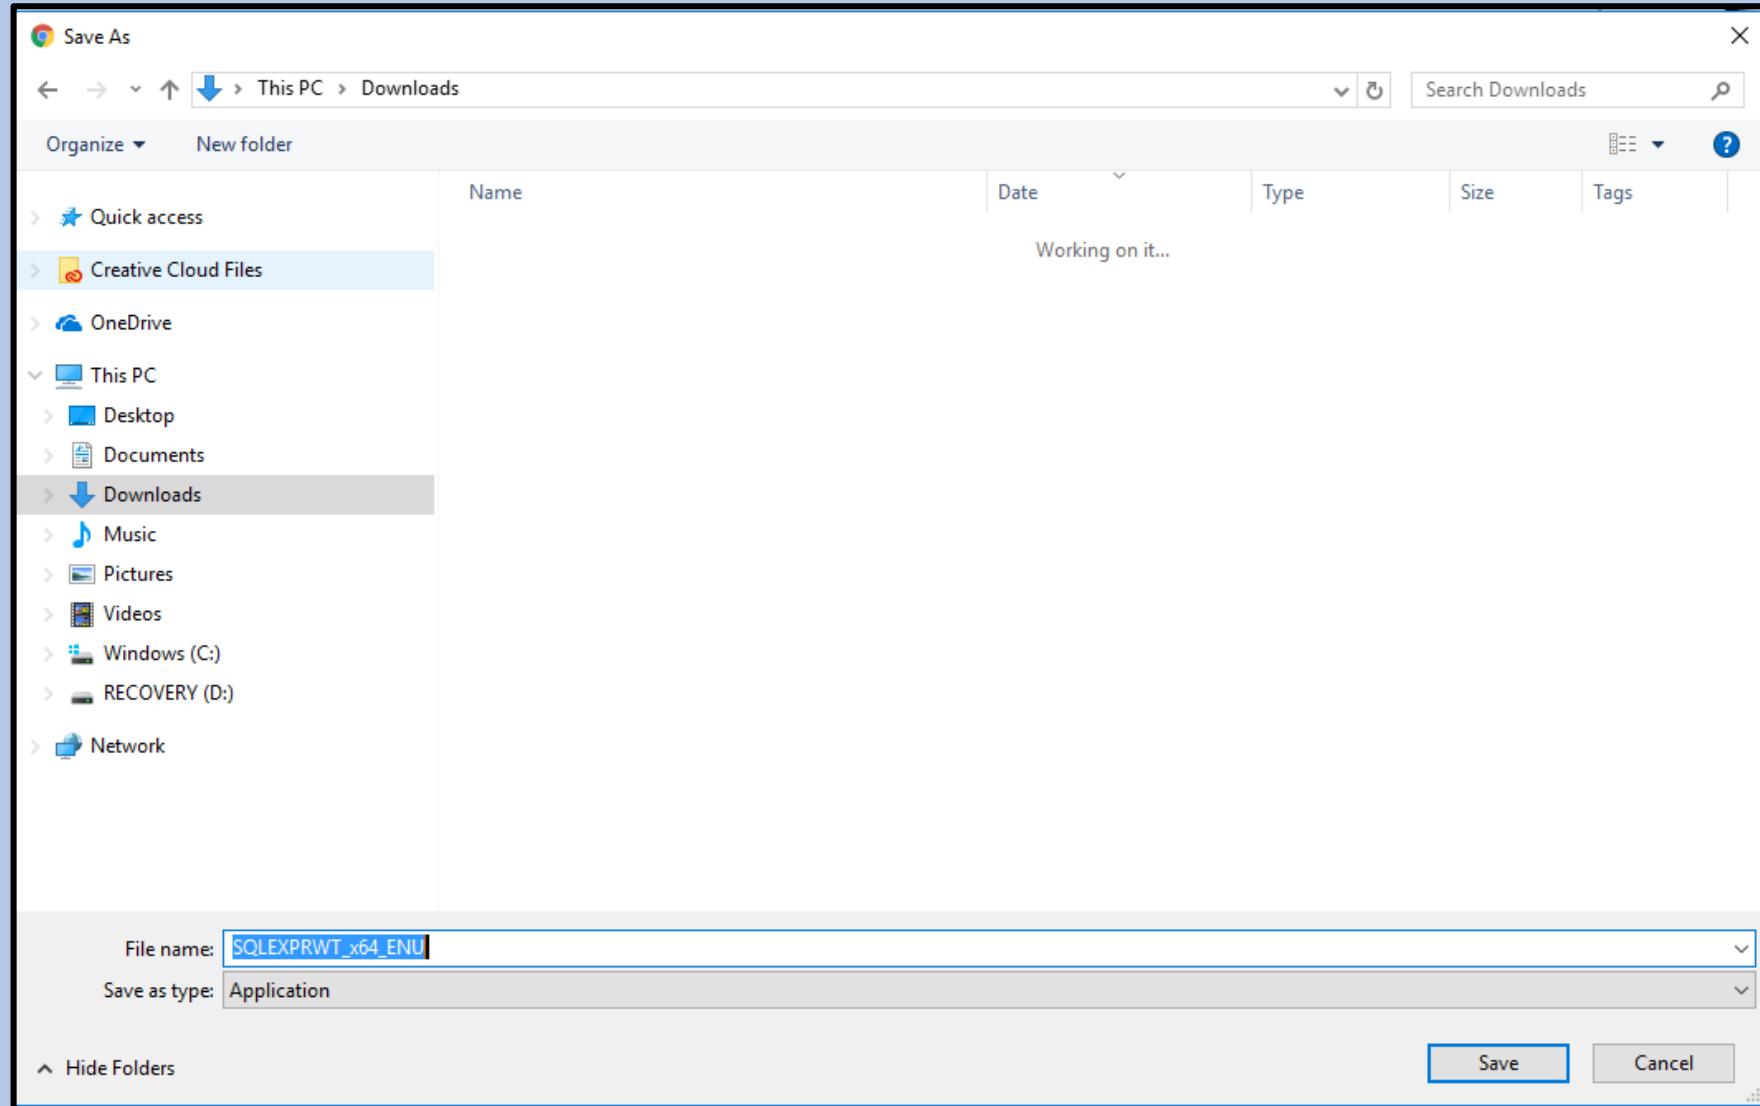 Save As
This PC > Downloads
Search Downloads
Organize
New folder
?
Name
Date
Type
Size
Tags
Working on it...
Quick access
Creative Cloud Files
OneDrive
This PC
Desktop
Documents
Downloads
Music
Pictures
Videos
Windows (C:)
RECOVERY (D:)
Network
File name: SQLEXPRWT_x64_ENU
Save as type: Application
Hide Folders
Save
Cancel